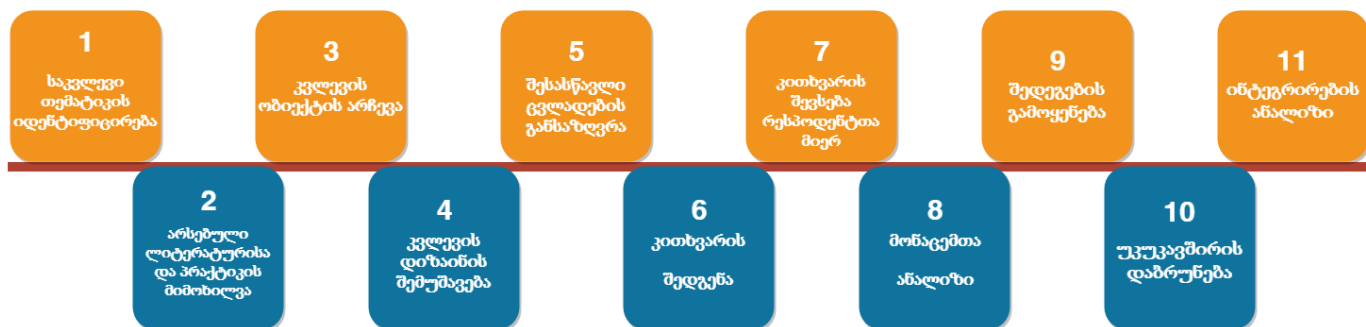 1
საკვლევი
თემატიკის
იდენტიფიცირება
2
არსებული
ლიტერატურისა
და პრაქტიკის
მიმოხილვა
3
კვლევის
ობიექტის არჩევა
4
კვლევის
დიზაინის
შემუშავება
5
შესასწავლი
ცვლადების
განსაზღვრა
6
კითხვარის
შედგენა
7
კითხვარის
შევსება
რესპოდენტთა
მიერ
8
მონაცემთა
ანალიზი
9
შედეგების
გამოყენება
10
უკუკავშირის
დაბრუნება
11
ინტეგრირების
ანალიზი